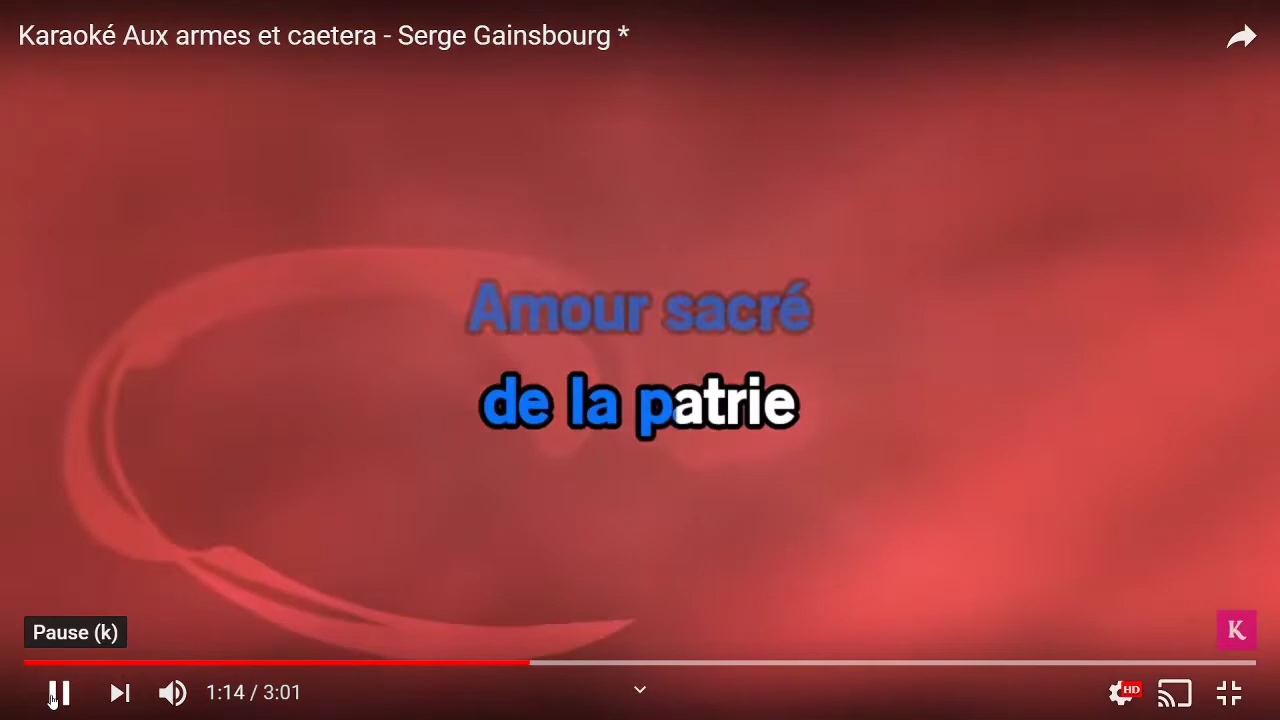 Karaoké Aux armes et caetera - Serge Gainsbourg *
Amour sacré
de la patrie
Pause (k)
K
1:14 / 3:01
HD